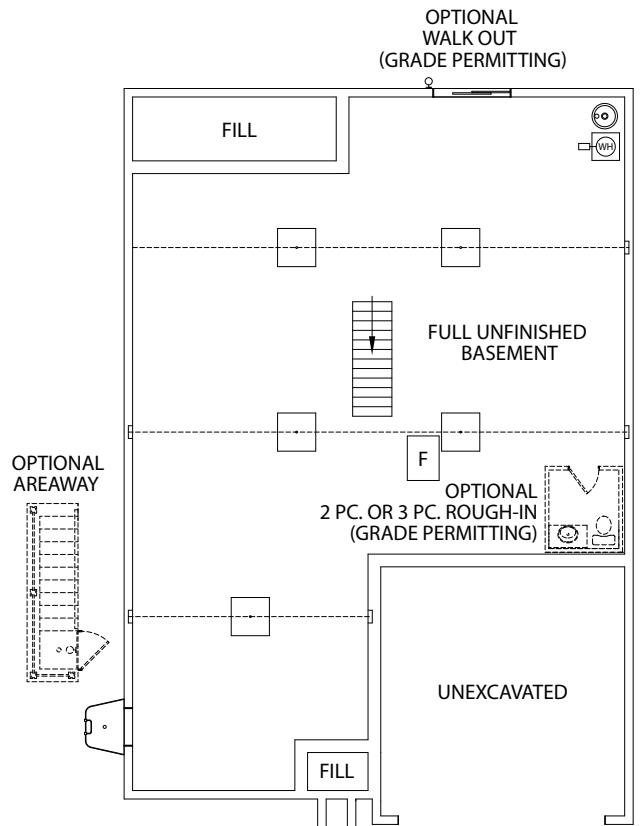 OPTIONAL
WALK OUT
(GRADE PERMITTING)
FILL
WH
FULL UNFINISHED
BASEMENT
F
OPTIONAL
AREAWAY
OPTIONAL
2 PC. OR 3 PC. ROUGH-IN
(GRADE PERMITTING)
UNEXCAVATED
FILL